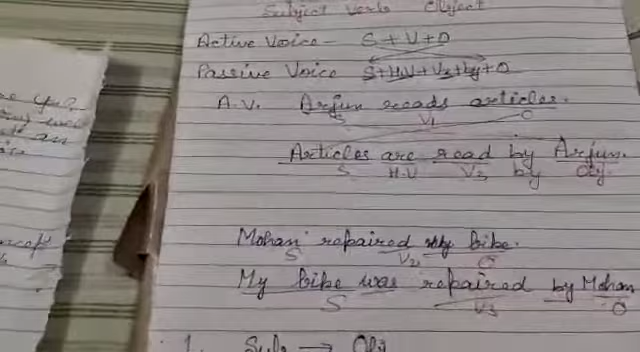 Subject Verb Object
Active Voice - S + V + O
Passive Voice S + H.V + V3 + by + O
A.V. Arjun reads articles.
S V1 O
Articles are read by Arjun.
S H.V V3 by Obj.
Mohan repaired my bike.
S V2 O
My bike was repaired by Mohan
S V3 O
1. Sub → Obj